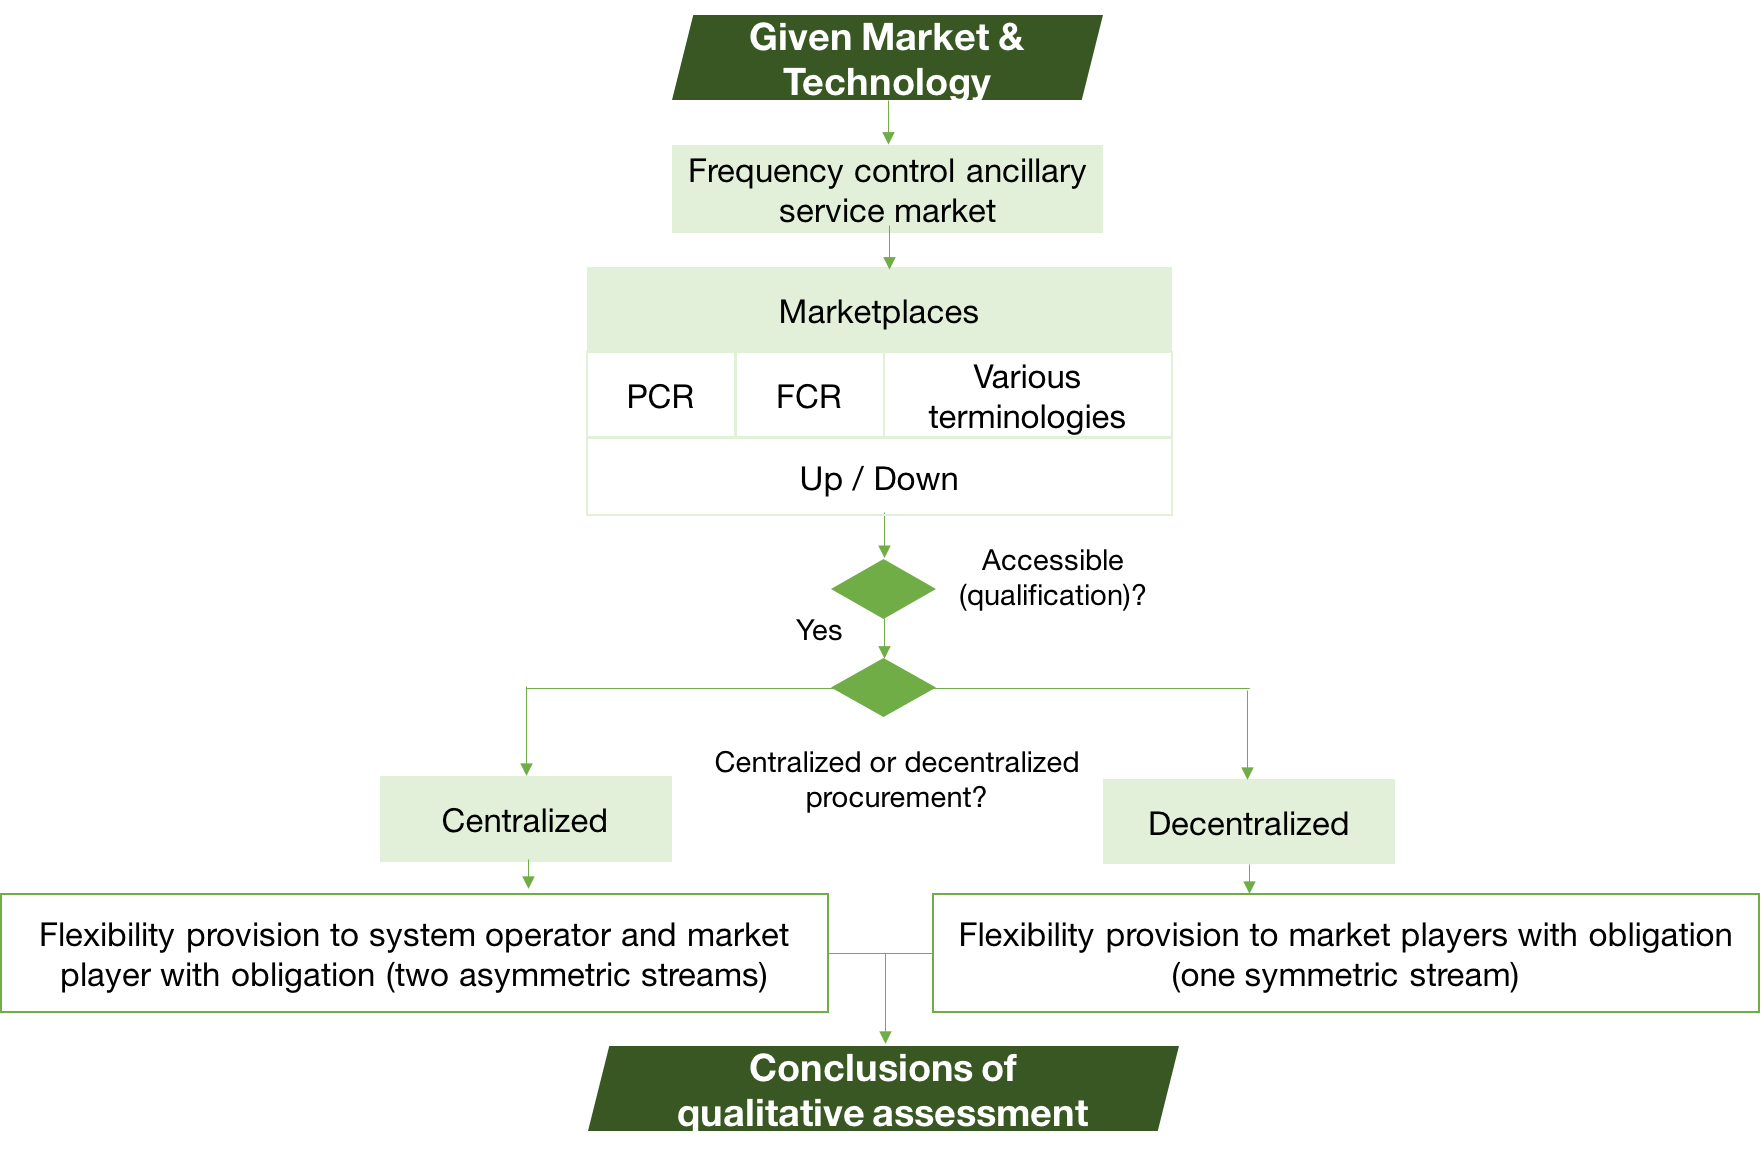 Given Market &
Technology
Frequency control ancillary
service market
Marketplaces
PCR
FCR
Various
terminologies
Up / Down
Accessible
(qualification)?
Yes
Centralized or decentralized
procurement?
Centralized
Decentralized
Flexibility provision to system operator and market
player with obligation (two asymmetric streams)
Flexibility provision to market players with obligation
(one symmetric stream)
Conclusions of
qualitative assessment